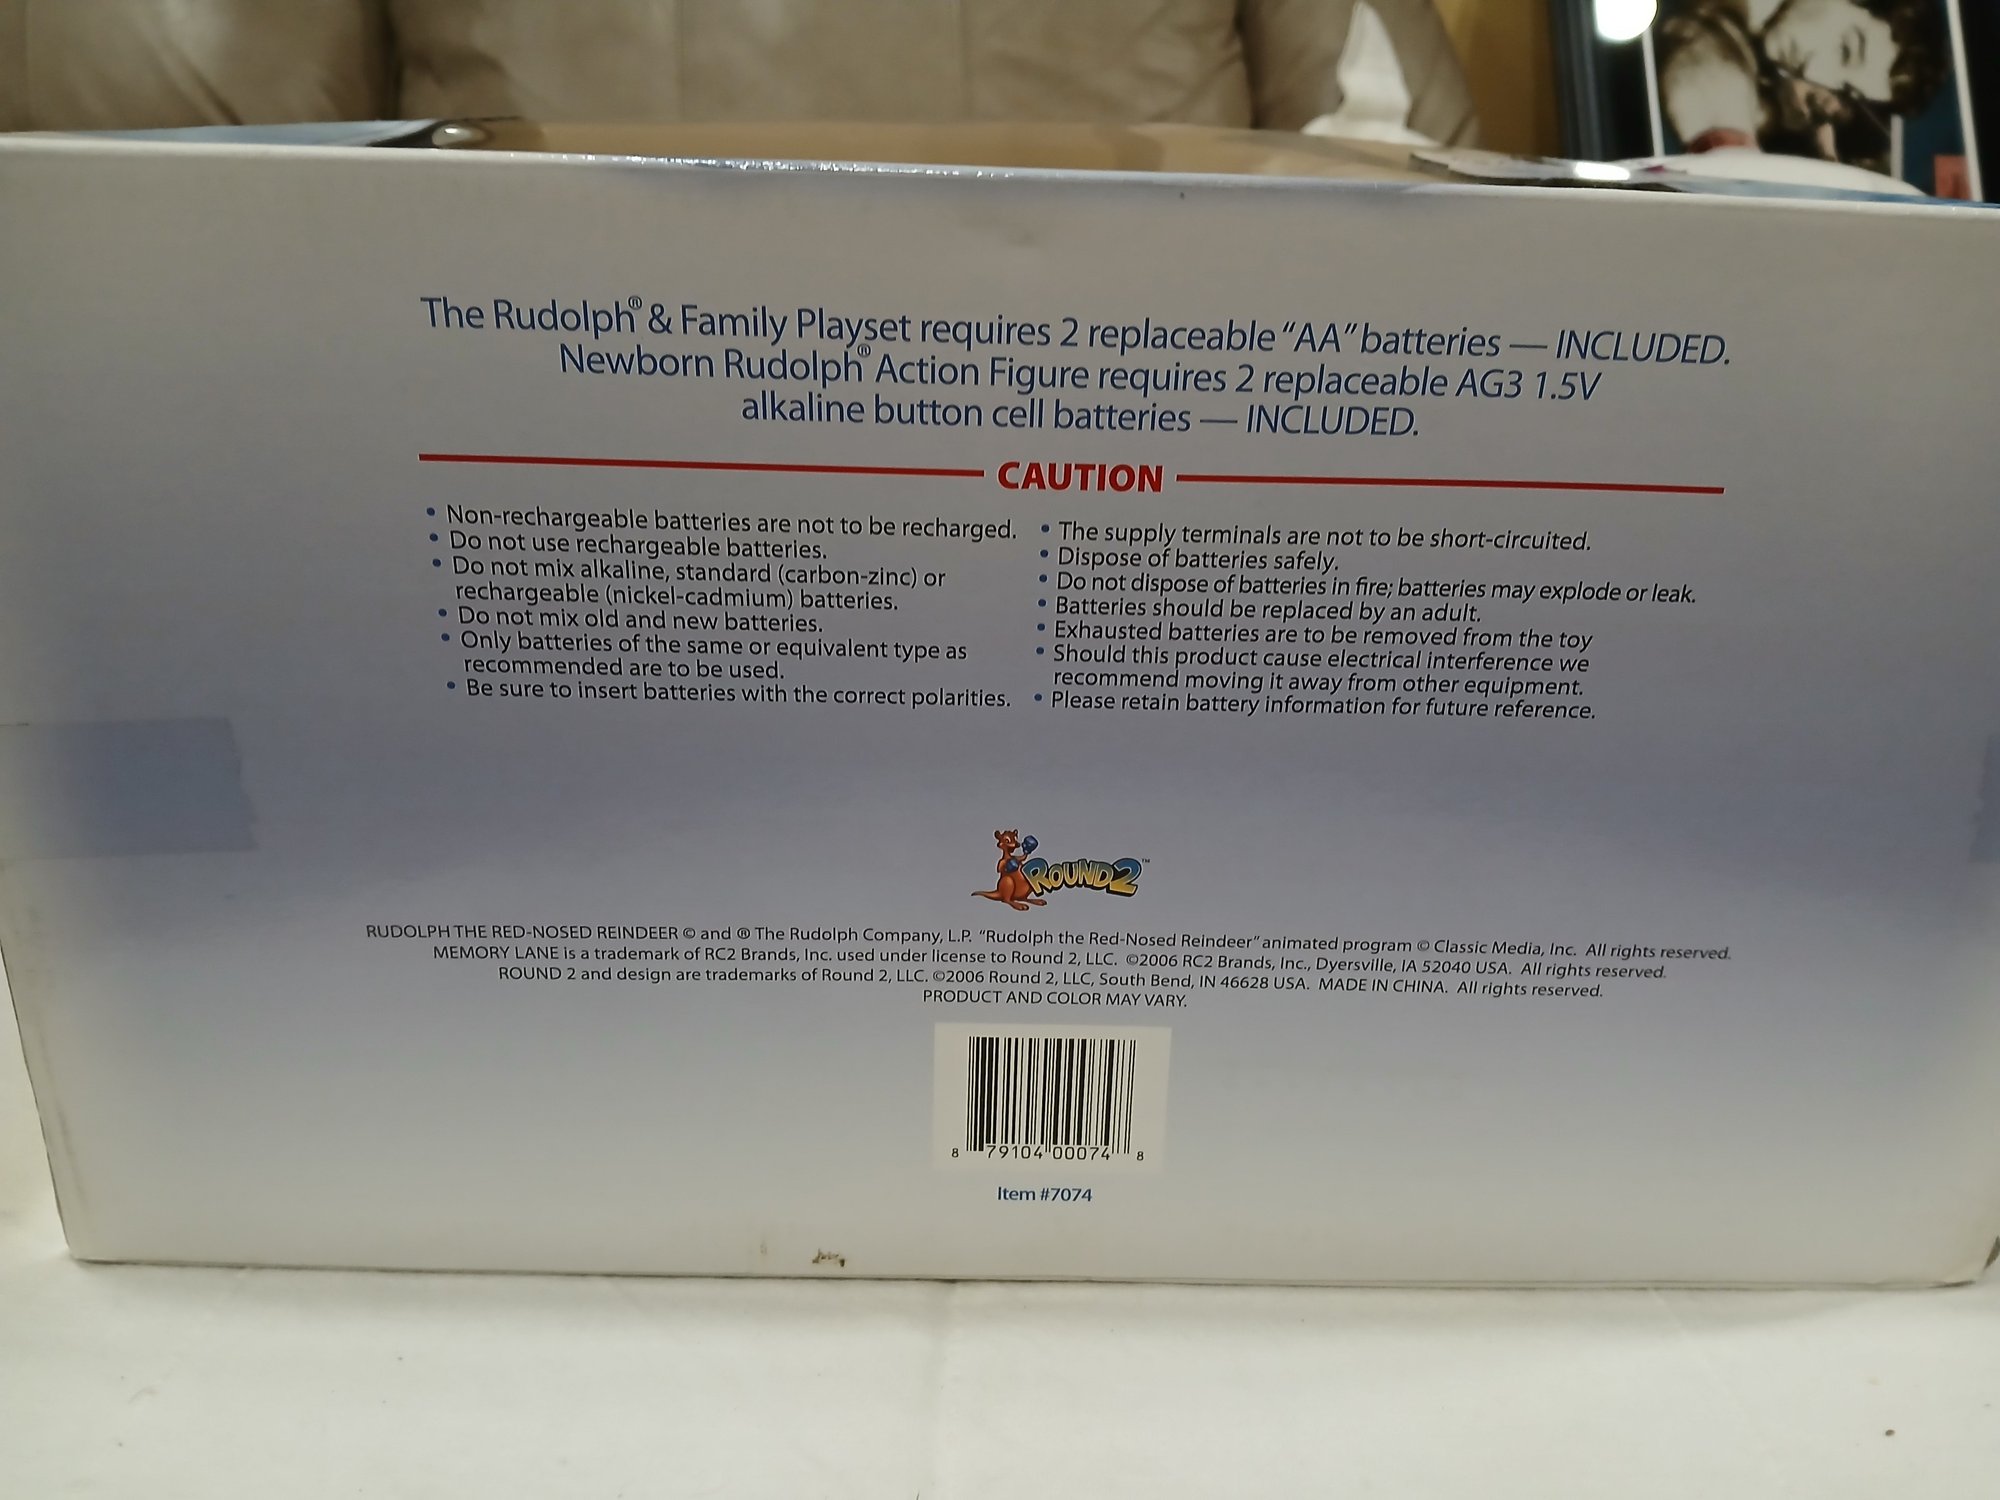 The Rudolph® & Family Playset requires 2 replaceable "AA" batteries — INCLUDED.
Newborn Rudolph® Action Figure requires 2 replaceable AG3 1.5V
alkaline button cell batteries — INCLUDED.
CAUTION
• Non-rechargeable batteries are not to be recharged.
• Do not use rechargeable batteries.
• Do not mix alkaline, standard (carbon-zinc) or
rechargeable (nickel-cadmium) batteries.
• Do not mix old and new batteries.
• Only batteries of the same or equivalent type as
recommended are to be used.
• Be sure to insert batteries with the correct polarities.
• The supply terminals are not to be short-circuited.
• Dispose of batteries safely.
• Do not dispose of batteries in fire; batteries may explode or leak.
• Batteries should be replaced by an adult.
• Exhausted batteries are to be removed from the toy
• Should this product cause electrical interference we
recommend moving it away from other equipment.
• Please retain battery information for future reference.
ROUND2™
RUDOLPH THE RED-NOSED REINDEER © and ® The Rudolph Company, L.P. "Rudolph the Red-Nosed Reindeer" animated program © Classic Media, Inc. All rights reserved.
MEMORY LANE is a trademark of RC2 Brands, Inc. used under license to Round 2, LLC. ©2006 RC2 Brands, Inc., Dyersville, IA 52040 USA. All rights reserved.
ROUND 2 and design are trademarks of Round 2, LLC. ©2006 Round 2, LLC, South Bend, IN 46628 USA. MADE IN CHINA. All rights reserved.
PRODUCT AND COLOR MAY VARY.
8 79104 00074 8
Item #7074